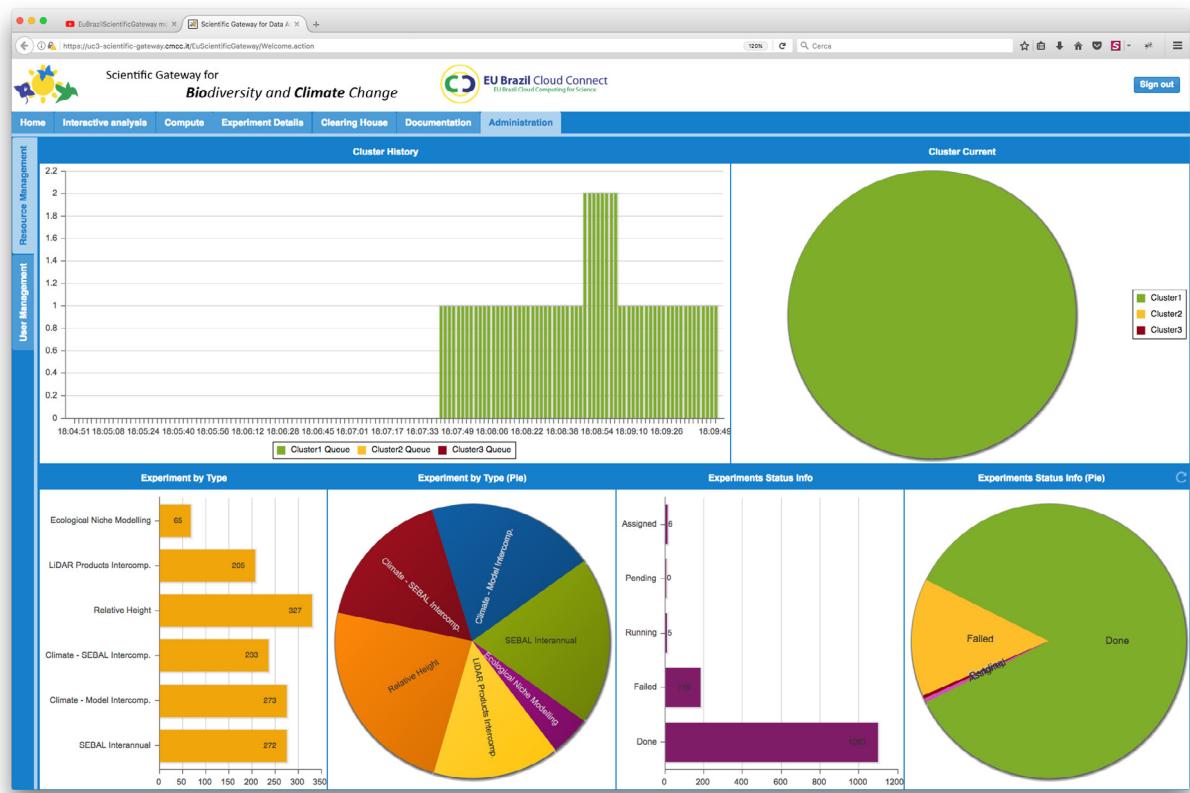 EuBrazilScientificGateway mo
Scientific Gateway for Data A
https://uc3-scientific-gateway.cmcc.it/EuScientificGateway/Welcome.action
120%
Cerca
Scientific Gateway for
Biodiversity and Climate Change
EU Brazil Cloud Connect
EU Brazil Cloud Computing for Science
Sign out
Home Interactive analysis Compute Experiment Details Clearing House Documentation Administration
Resource Management
User Management
Cluster History
2.2
2
1.8
1.6
1.4
1.2
1
0.8
0.6
0.4
0.2
0
18:04:51 18:05:08 18:05:24 18:05:40 18:05:56 18:06:12 18:06:28 18:06:45 18:07:01 18:07:17 18:07:33 18:07:49 18:08:06 18:08:22 18:08:38 18:08:54 18:09:10 18:09:26 18:09:49
Cluster1 Queue Cluster2 Queue Cluster3 Queue
Cluster Current
Cluster1
Cluster2
Cluster3
Experiment by Type
Ecological Niche Modelling 65
LiDAR Products Intercomp. 205
Relative Height 327
Climate - SEBAL Intercomp. 233
Climate - Model Intercomp. 273
SEBAL Interannual 272
0 50 100 150 200 250 300 350
Experiment by Type (Pie)
Climate - Model Intercomp.
Climate - SEBAL Intercomp.
SEBAL Interannual
Ecological Niche Modelling
Relative Height
LiDAR Products Intercomp.
Experiments Status Info
Assigned 6
Pending 0
Running 5
Failed
Done
0 200 400 600 800 1000 1200
Experiments Status Info (Pie)
Failed
Done